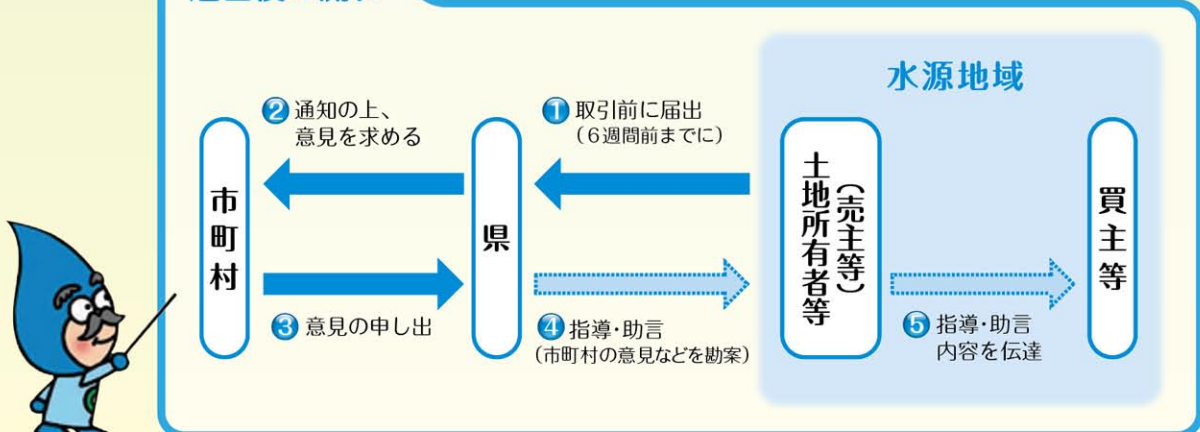 水源地域
❶ 取引前に届出
(6週間前までに)
❷ 通知の上、
意見を求める
市町村
県
土地所有者等
(売主等)
買主等
❸ 意見の申し出
❹ 指導・助言
(市町村の意見などを勘案)
❺ 指導・助言
内容を伝達